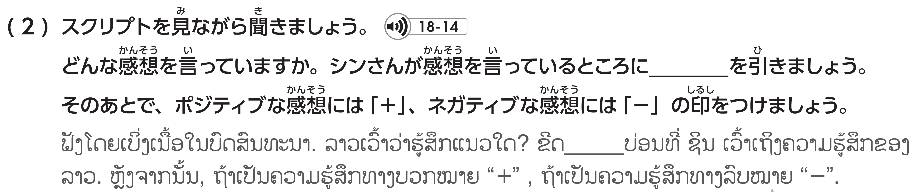 (2) スクリプトを見ながら聞きましょう。 18-14
どんな感想を言っていますか。シンさんが感想を言っているところに______を引きましょう。
そのあとで、ポジティブな感想には「+」、ネガティブな感想には「-」の印をつけましょう。
ຟັງໂດຍເບິ່ງເນື້ອໃນບົດສົນທະນາ. ລາວເວົ້າວ່າຮູ້ສຶກແນວໃດ? ຂີດ______ບ່ອນທີ່ ຊິນ ເວົ້າເຖິງຄວາມຮູ້ສຶກຂອງ
ລາວ. ຫຼັງຈາກນັ້ນ, ຖ້າເປັນຄວາມຮູ້ສຶກທາງບວກໝາຍ “+” , ຖ້າເປັນຄວາມຮູ້ສຶກທາງລົບໝາຍ “−”.